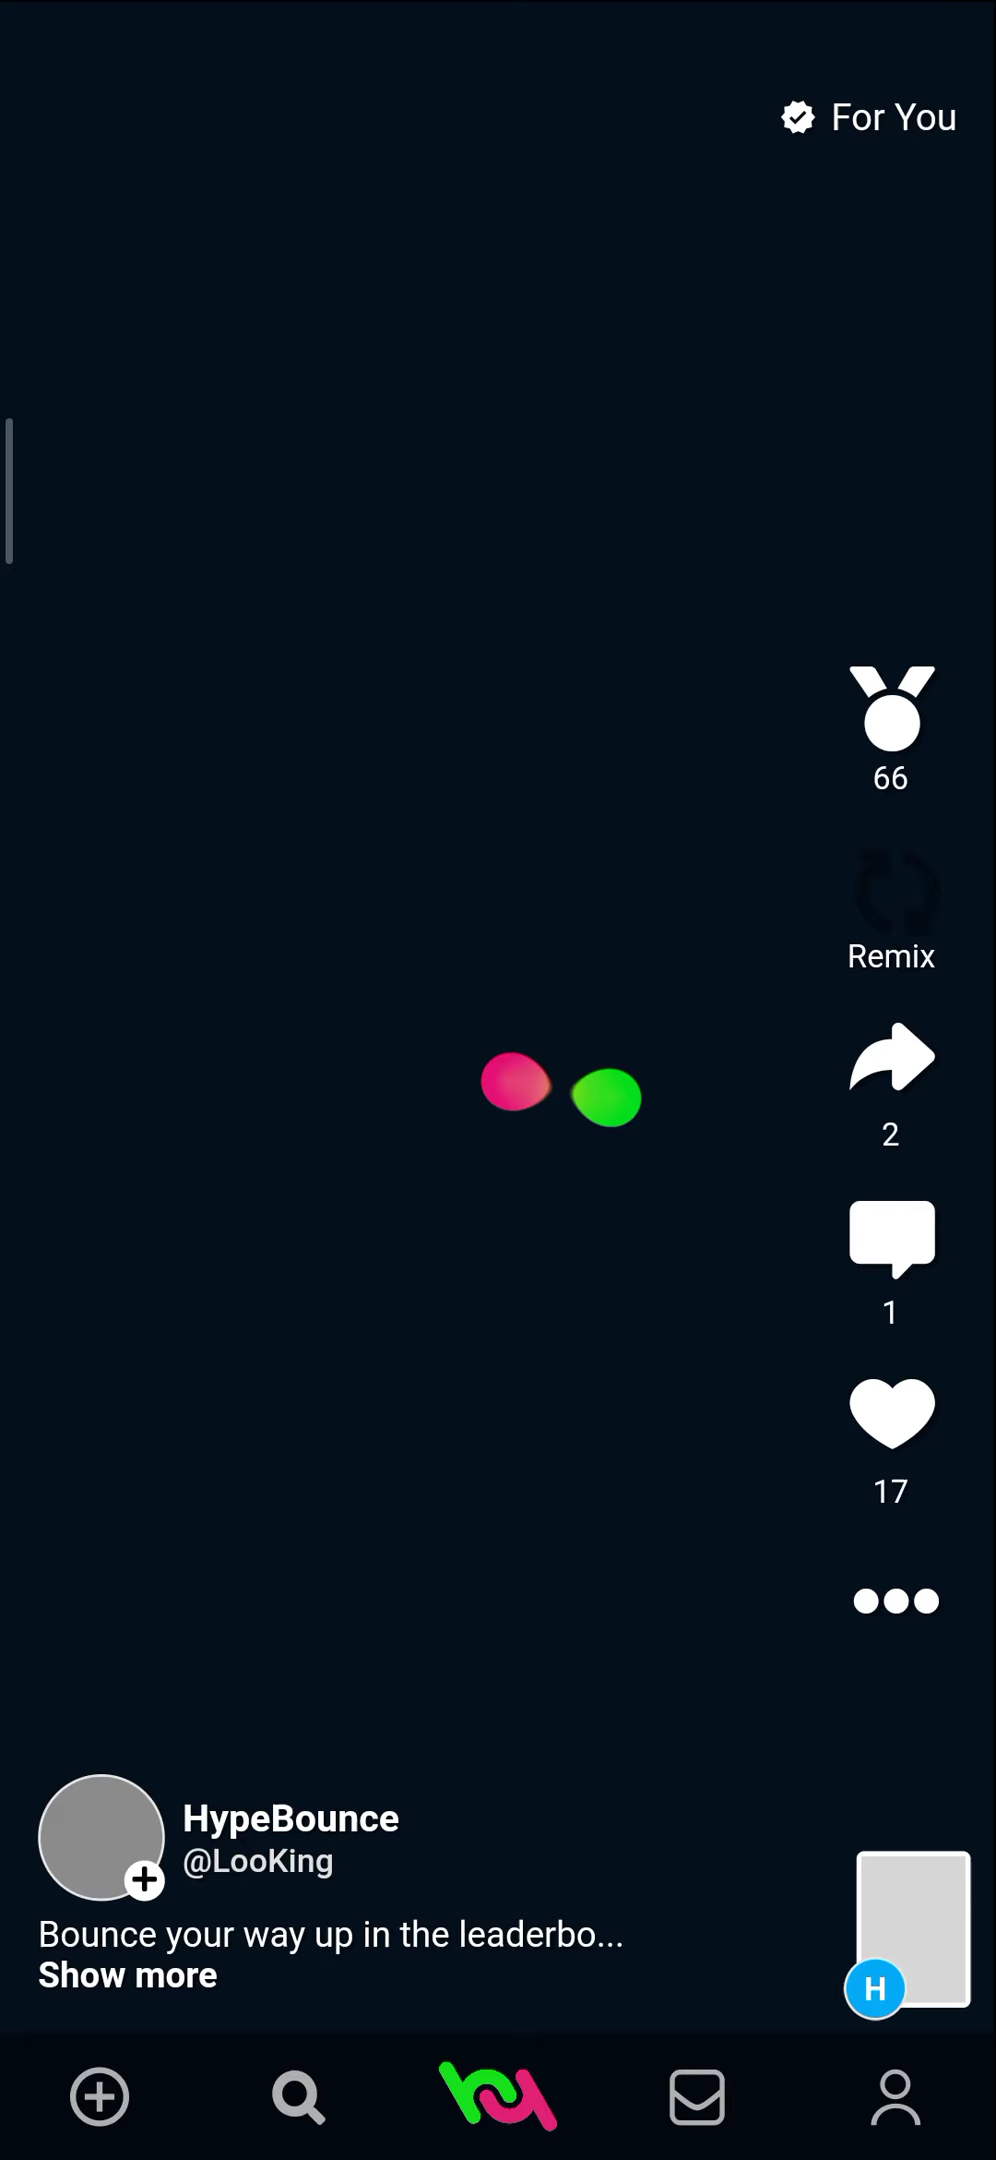 For You
66
Remix
2
1
17
HypeBounce
@LooKing
Bounce your way up in the leaderbo...
Show more
H